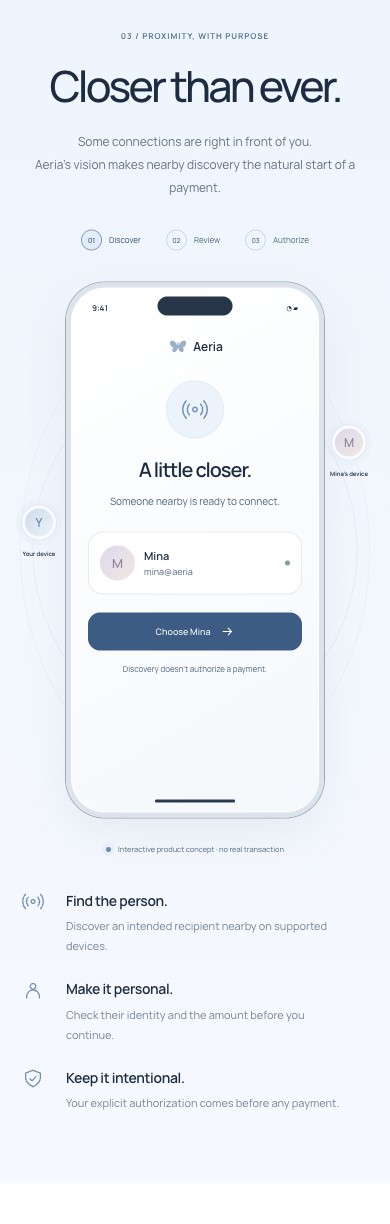 03 / PROXIMITY, WITH PURPOSE
Closer than ever.
Some connections are right in front of you.
Aeria's vision makes nearby discovery the natural start of a
payment.
01 Discover 02 Review 03 Authorize
9:41
Aeria
A little closer.
Someone nearby is ready to connect.
M
Mina's device
Y
Your device
M
Mina
mina@aeria
Choose Mina
Discovery doesn't authorize a payment.
Interactive product concept · no real transaction
Find the person.
Discover an intended recipient nearby on supported
devices.
Make it personal.
Check their identity and the amount before you
continue.
Keep it intentional.
Your explicit authorization comes before any payment.